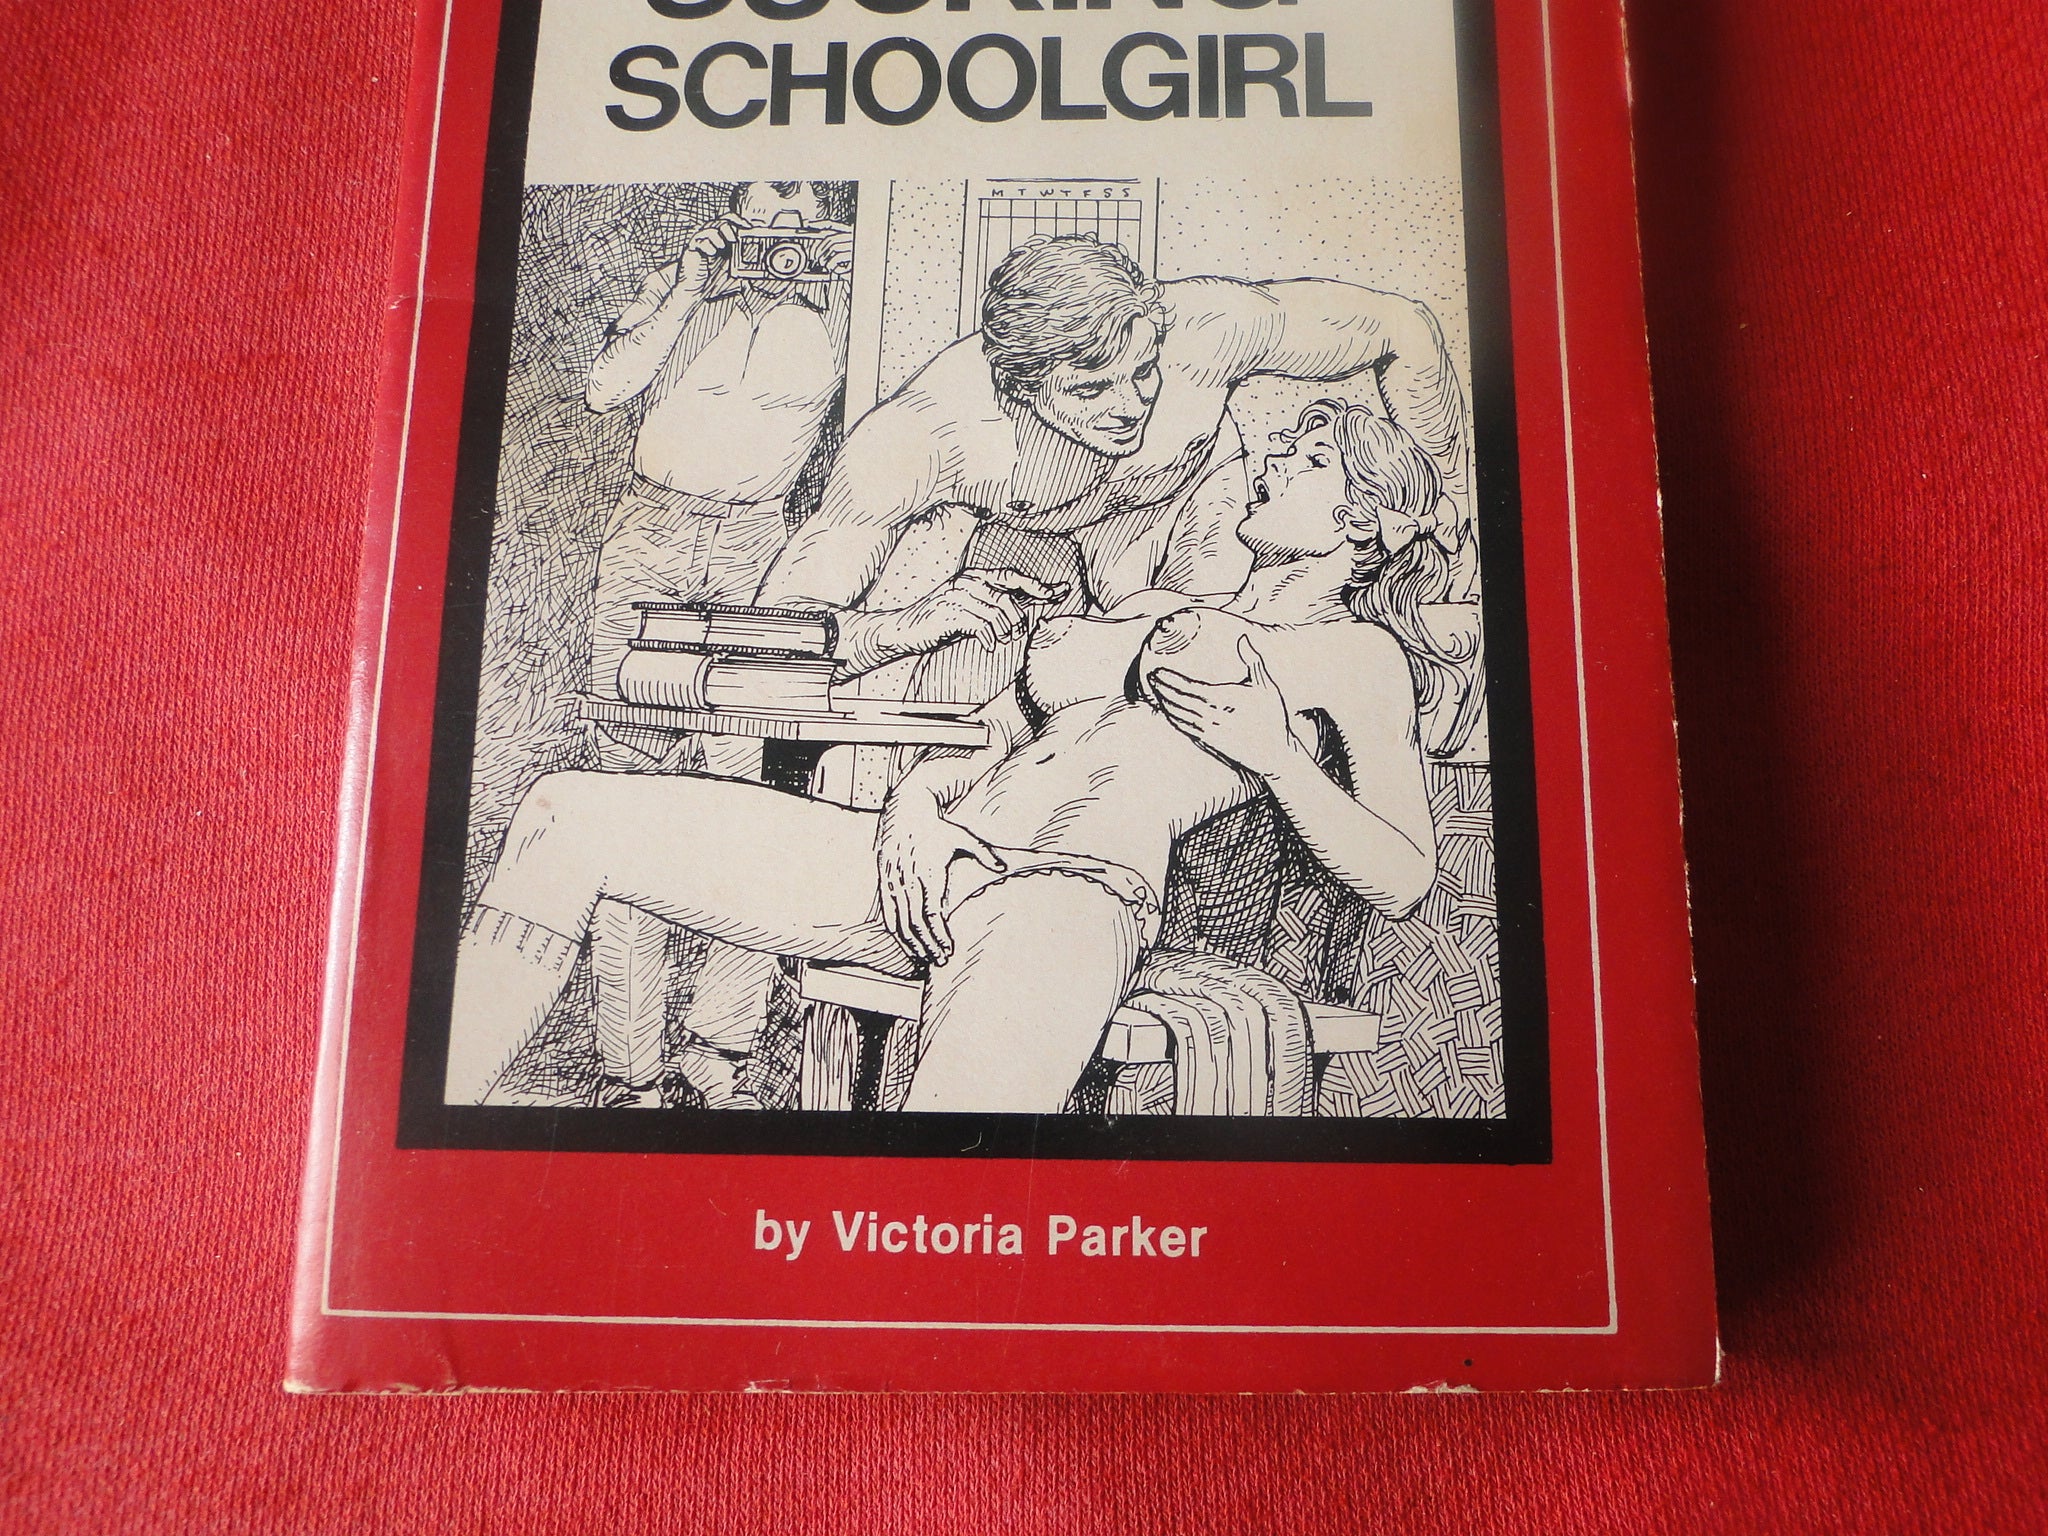 SCHOOLGIRL
M T W T F S S
by Victoria Parker